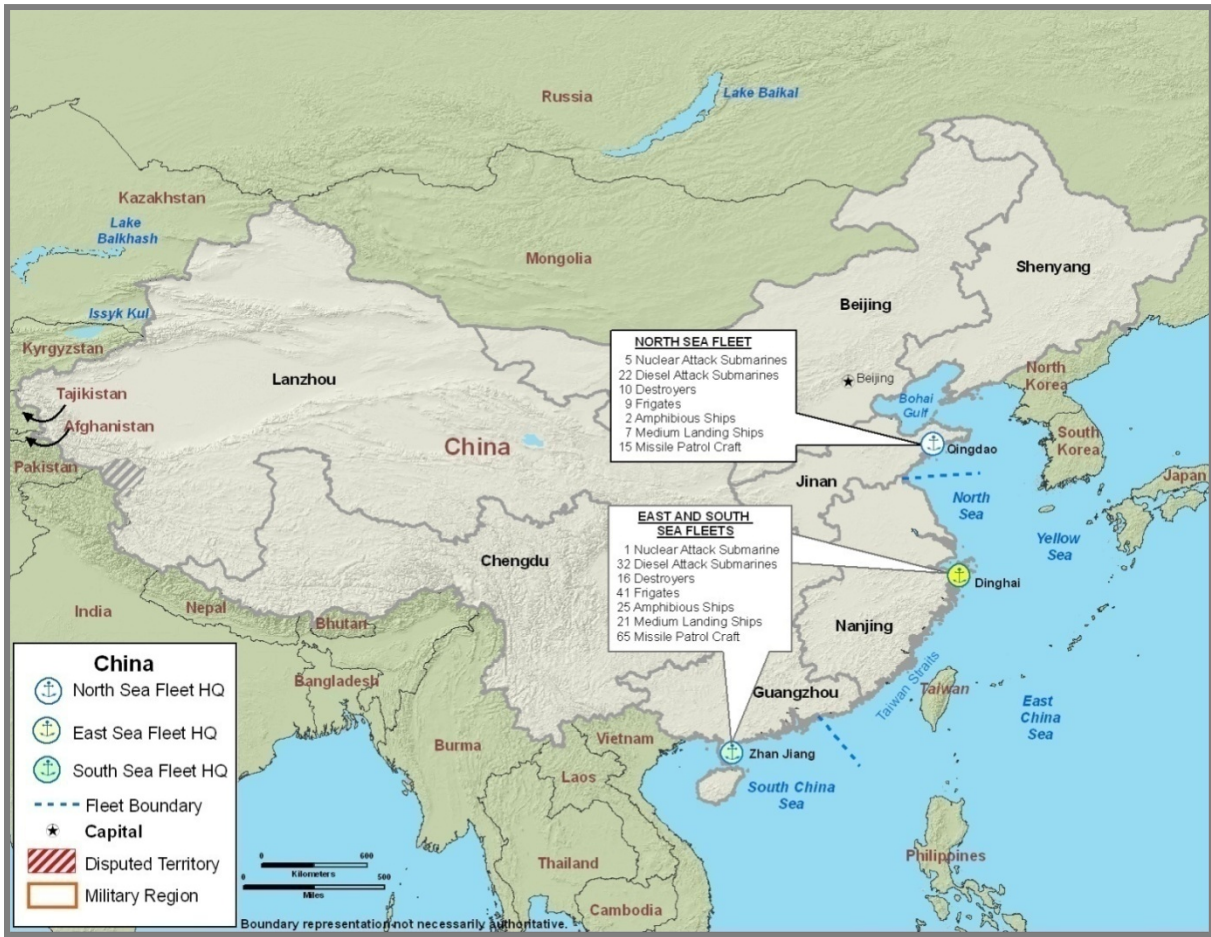 Russia
Lake Baikal
Kazakhstan
Lake
Balkhash
Mongolia
Shenyang
Beijing
Issyk Kul
Kyrgyzstan
NORTH SEA FLEET
5 Nuclear Attack Submarines
22 Diesel Attack Submarines
10 Destroyers
9 Frigates
2 Amphibious Ships
7 Medium Landing Ships
15 Missile Patrol Craft
Lanzhou
Beijing
North
Korea
Tajikistan
Bohai
Gulf
Afghanistan
China
South
Korea
Qingdao
Pakistan
Jinan
Japan
North
Sea
EAST AND SOUTH
SEA FLEETS
1 Nuclear Attack Submarine
32 Diesel Attack Submarines
16 Destroyers
41 Frigates
25 Amphibious Ships
21 Medium Landing Ships
65 Missile Patrol Craft
Yellow
Sea
Chengdu
Dinghai
India
Nepal
Bhutan
Nanjing
Bangladesh
Guangzhou
Taiwan Straits
Taiwan
East
China
Sea
Burma
Vietnam
Zhan Jiang
Laos
South China
Sea
Thailand
Philippines
Cambodia
China
North Sea Fleet HQ
East Sea Fleet HQ
South Sea Fleet HQ
Fleet Boundary
Capital
Disputed Territory
Military Region
0 600
Kilometers
0 500
Miles
Boundary representation not necessarily authoritative.